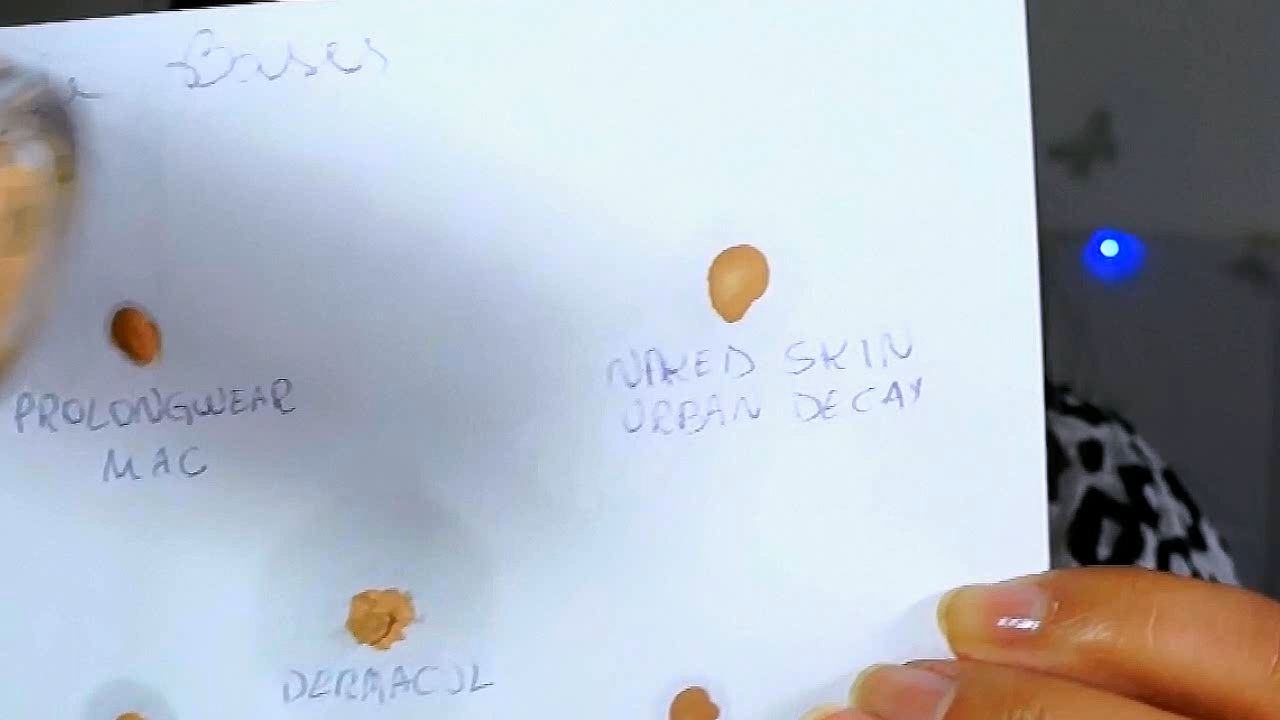 Bases
PROLONGWEAR
MAC
NAKED SKIN
URBAN DECAY
DERMACOL